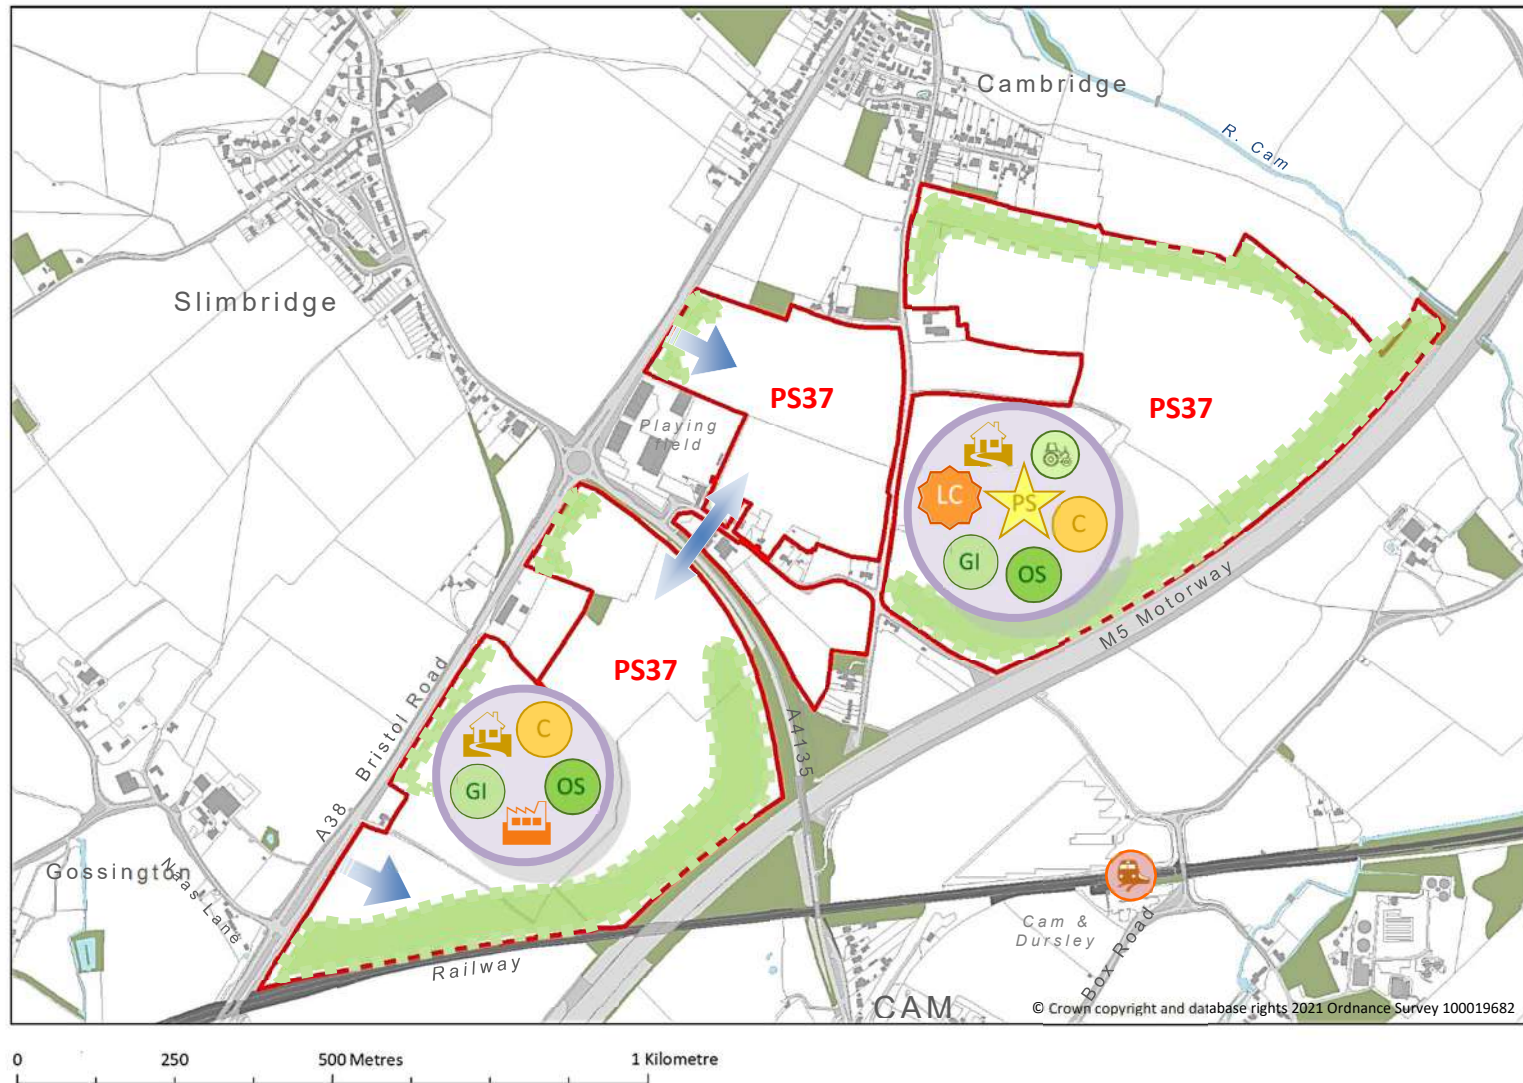 Cambridge
R. Cam
Slimbridge
PS37
PS37
Playing
field
LC
PS
C
GI
OS
M5 Motorway
PS37
Bristol Road
C
GI
OS
A4135
A38
Gossington
Naas Lane
Cam &
Dursley
Box Road
Railway
CAM
© Crown copyright and database rights 2021 Ordnance Survey 100019682
0 250 500 Metres 1 Kilometre